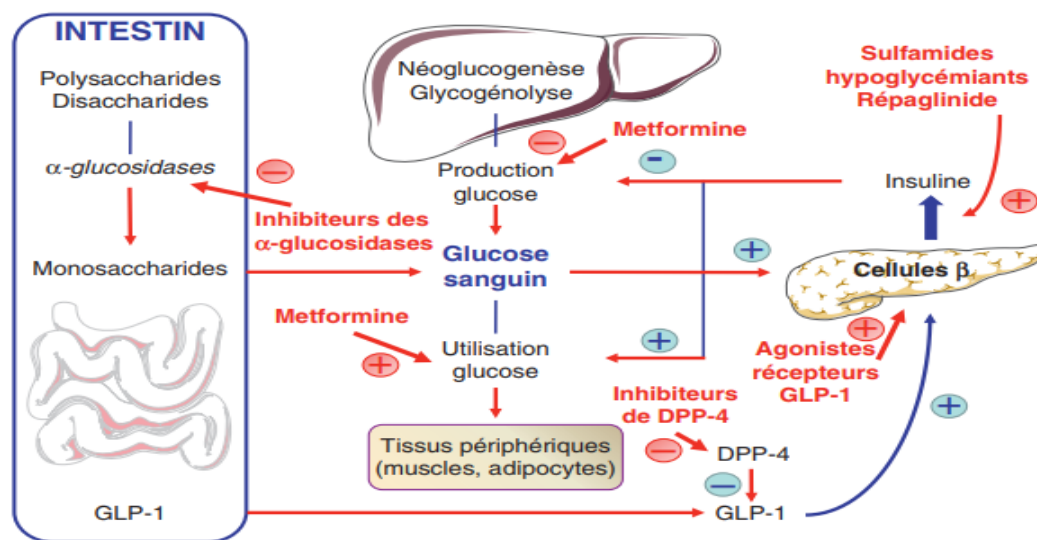 INTESTIN
Polysaccharides
Disaccharides
α-glucosidases
−
Inhibiteurs des
α-glucosidases
Monosaccharides
GLP-1
Néoglucogenèse
Glycogénolyse
−
Metformine
Production
glucose
Glucose
sanguin
Metformine
+
Utilisation
glucose
Tissus périphériques
(muscles, adipocytes)
-
+
+
Sulfamides
hypoglycémiants
Répaglinide
Insuline
+
Cellules β
+
Agonistes
récepteurs
GLP-1
+
Inhibiteurs
de DPP-4
−
DPP-4
−
GLP-1